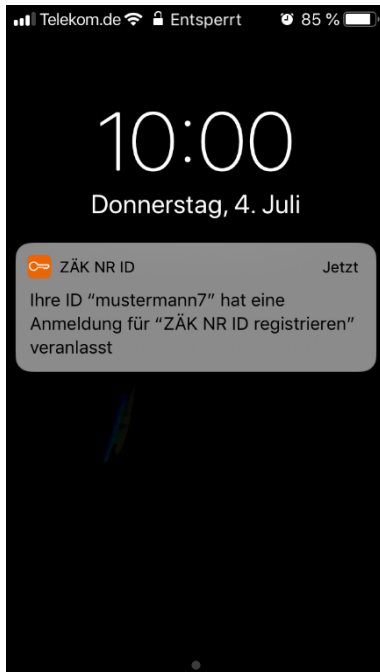 Telekom.de Entsperrt 85 %
10:00
Donnerstag, 4. Juli
ZÄK NR ID Jetzt
Ihre ID “mustermann7” hat eine
Anmeldung für “ZÄK NR ID registrieren”
veranlasst